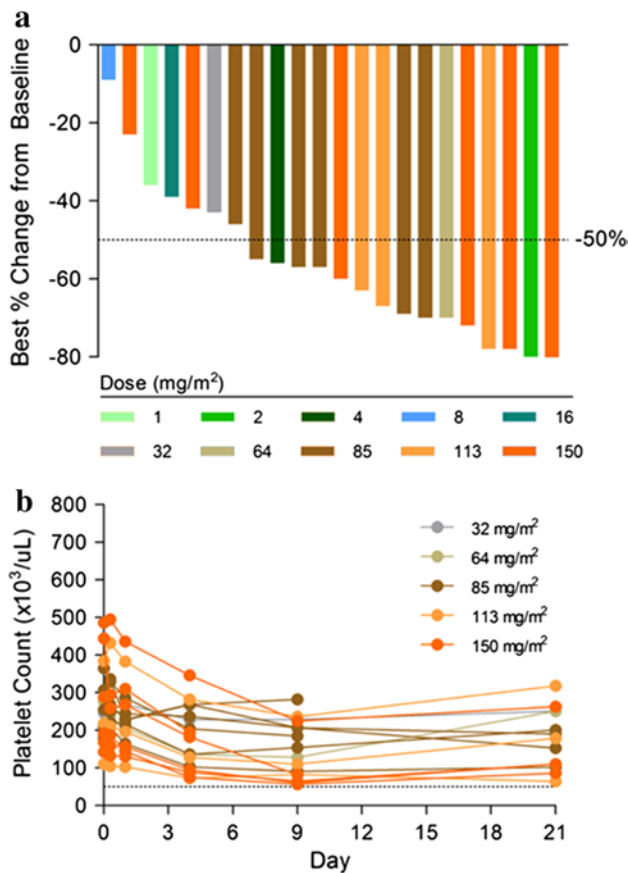 a
Best % Change from Baseline
0
-20
-40
-60
-80
-50%
Dose (mg/m²)
1 2 4 8 16
32 64 85 113 150
b
Platelet Count (x10³/uL)
800
700
600
500
400
300
200
100
0
32 mg/m²
64 mg/m²
85 mg/m²
113 mg/m²
150 mg/m²
0 3 6 9 12 15 18 21
Day